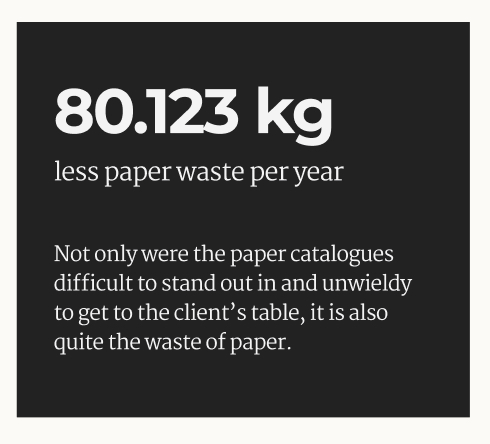 80.123 kg
less paper waste per year
Not only were the paper catalogues
difficult to stand out in and unwieldy
to get to the client’s table, it is also
quite the waste of paper.